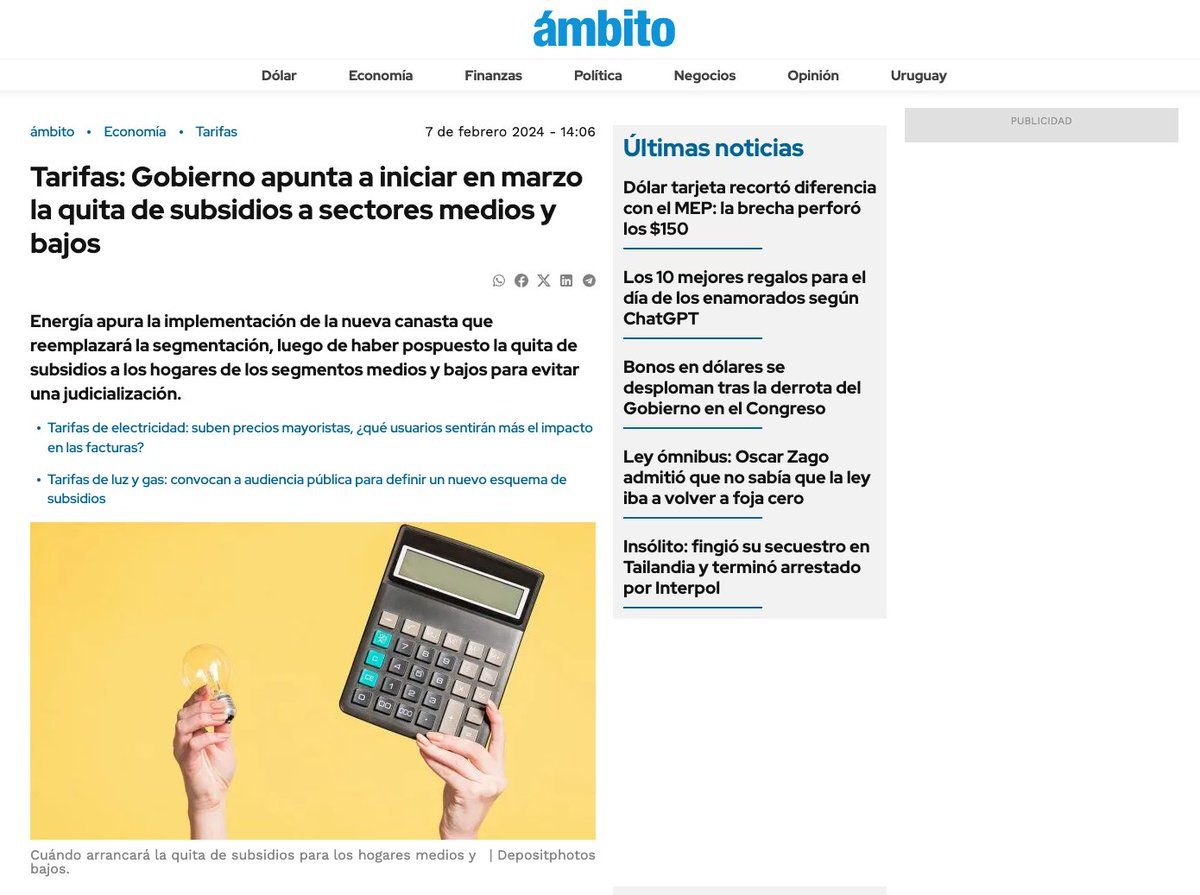 ámbito
Dólar Economía Finanzas Política Negocios Opinión Uruguay
ámbito • Economía • Tarifas 7 de febrero 2024 - 14:06
Tarifas: Gobierno apunta a iniciar en marzo
la quita de subsidios a sectores medios y
bajos
Energía apura la implementación de la nueva canasta que
reemplazará la segmentación, luego de haber pospuesto la quita de
subsidios a los hogares de los segmentos medios y bajos para evitar
una judicialización.
• Tarifas de electricidad: suben precios mayoristas, ¿qué usuarios sentirán más el impacto
en las facturas?
• Tarifas de luz y gas: convocan a audiencia pública para definir un nuevo esquema de
subsidios
Cuándo arrancará la quita de subsidios para los hogares medios y | Depositphotos
bajos.
Últimas noticias
Dólar tarjeta recortó diferencia
con el MEP: la brecha perforó
los $150
Los 10 mejores regalos para el
día de los enamorados según
ChatGPT
Bonos en dólares se
desploman tras la derrota del
Gobierno en el Congreso
Ley ómnibus: Oscar Zago
admitió que no sabía que la ley
iba a volver a foja cero
Insólito: fingió su secuestro en
Tailandia y terminó arrestado
por Interpol
PUBLICIDAD